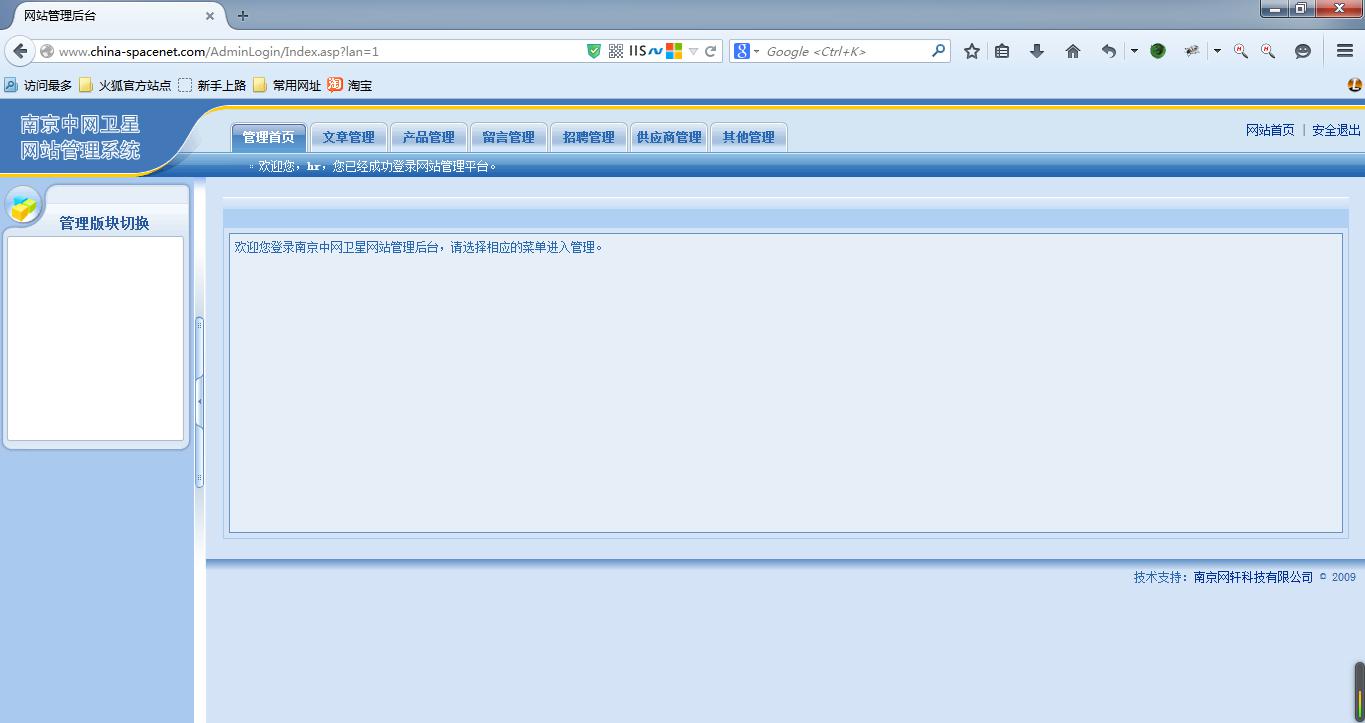 网站管理后台
www.china-spacenet.com/AdminLogin/Index.asp?lan=1
IIS
Google <Ctrl+K>
访问最多 火狐官方站点 新手上路 常用网址 淘 淘宝
南京中网卫星
网站管理系统
管理首页 文章管理 产品管理 留言管理 招聘管理 供应商管理 其他管理
网站首页 | 安全退出
欢迎您，hr，您已经成功登录网站管理平台。
管理版块切换
欢迎您登录南京中网卫星网站管理后台，请选择相应的菜单进入管理。
技术支持：南京网轩科技有限公司 © 2009